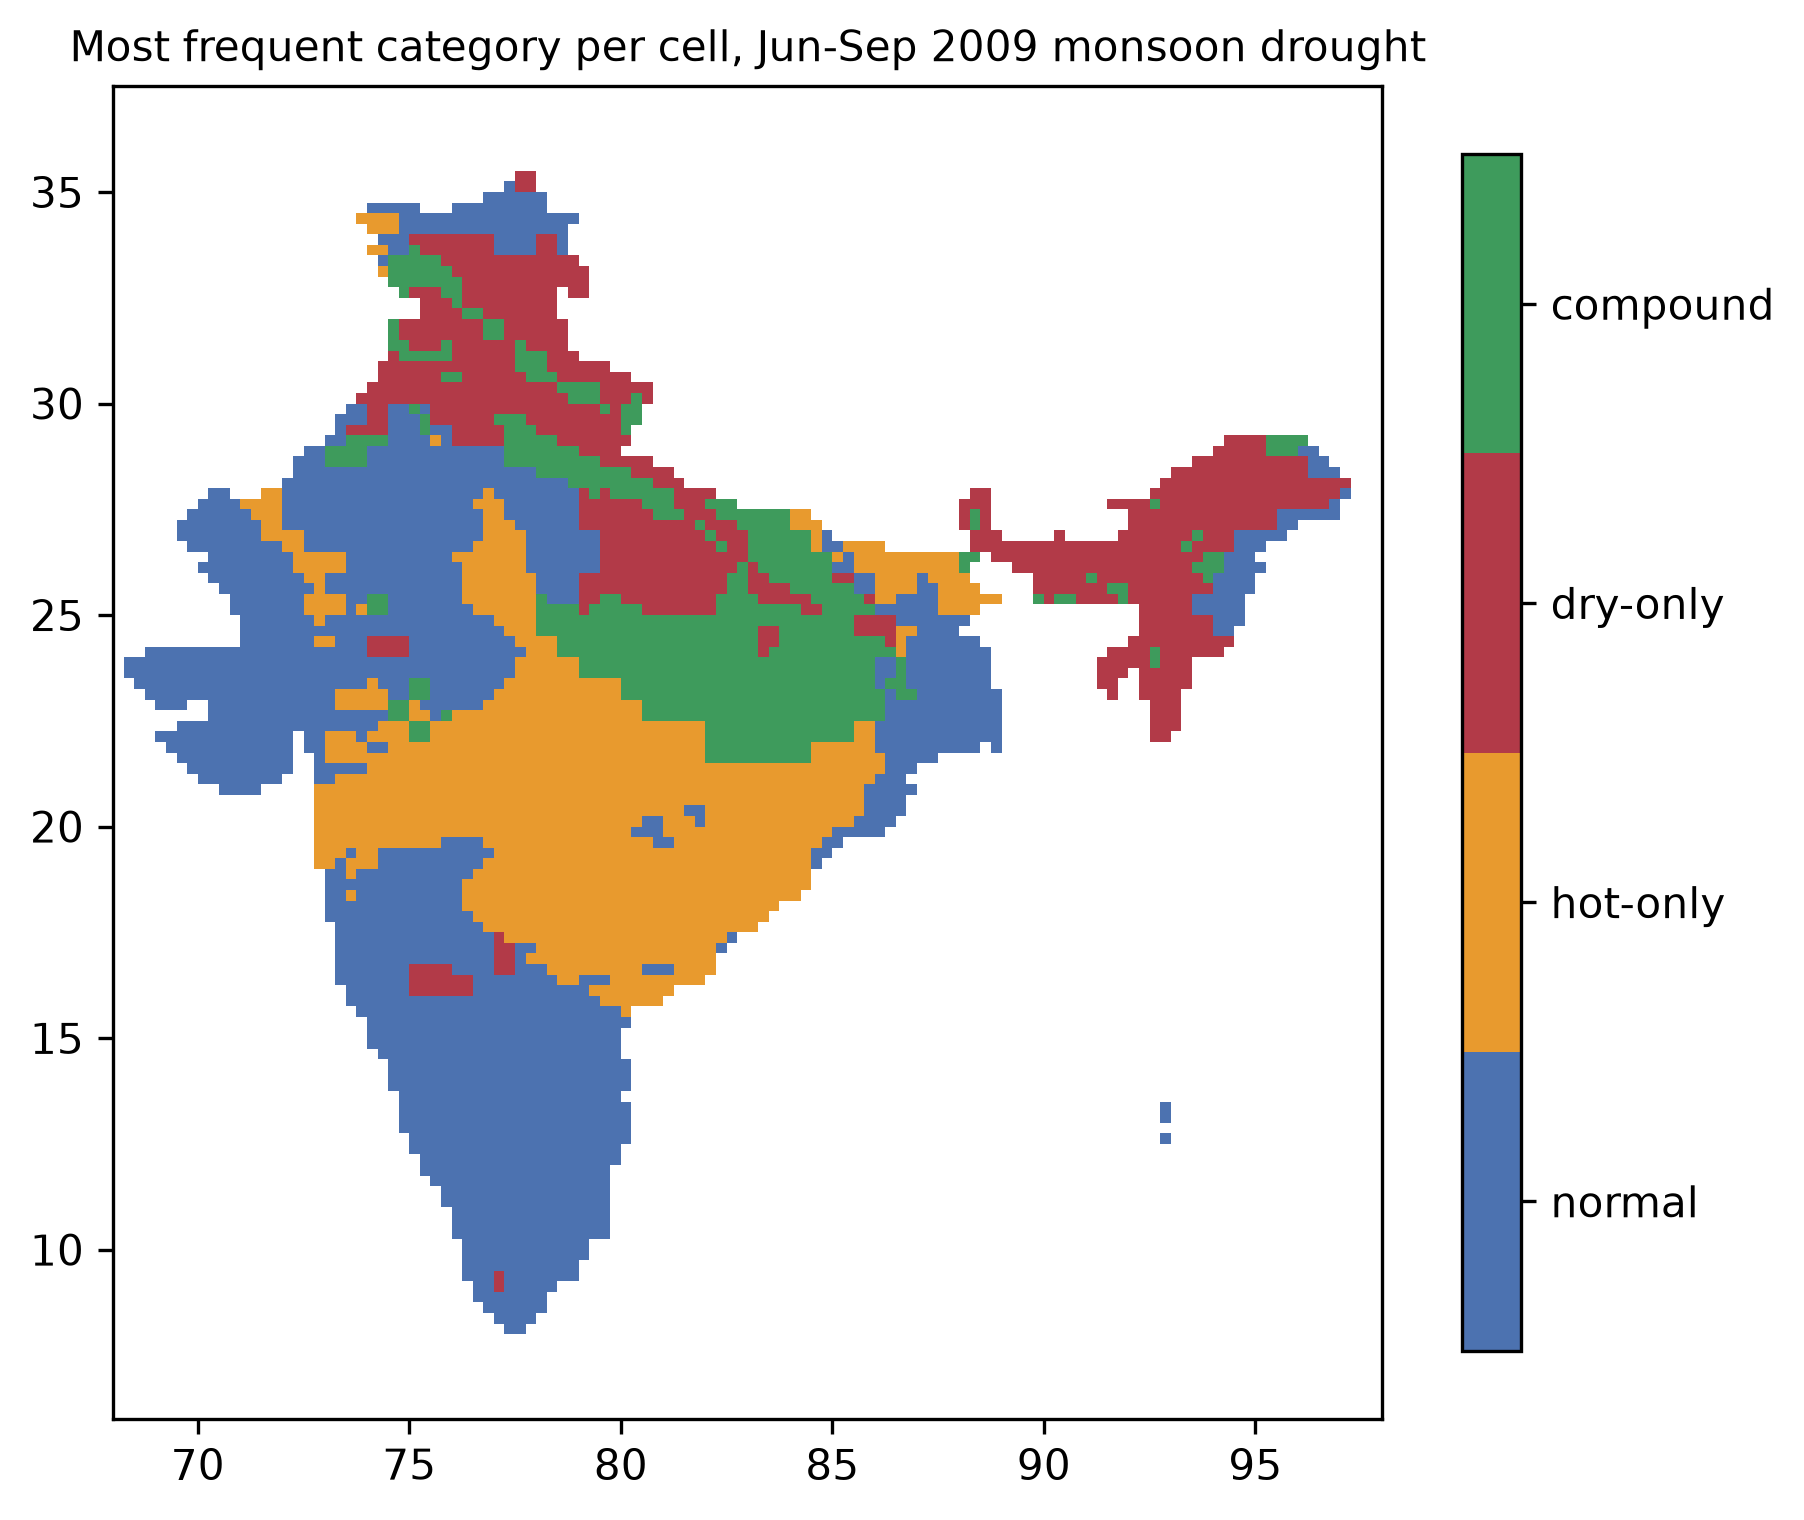 Most frequent category per cell, Jun-Sep 2009 monsoon drought
35
30
25
20
15
10
70 75 80 85 90 95
compound
dry-only
hot-only
normal